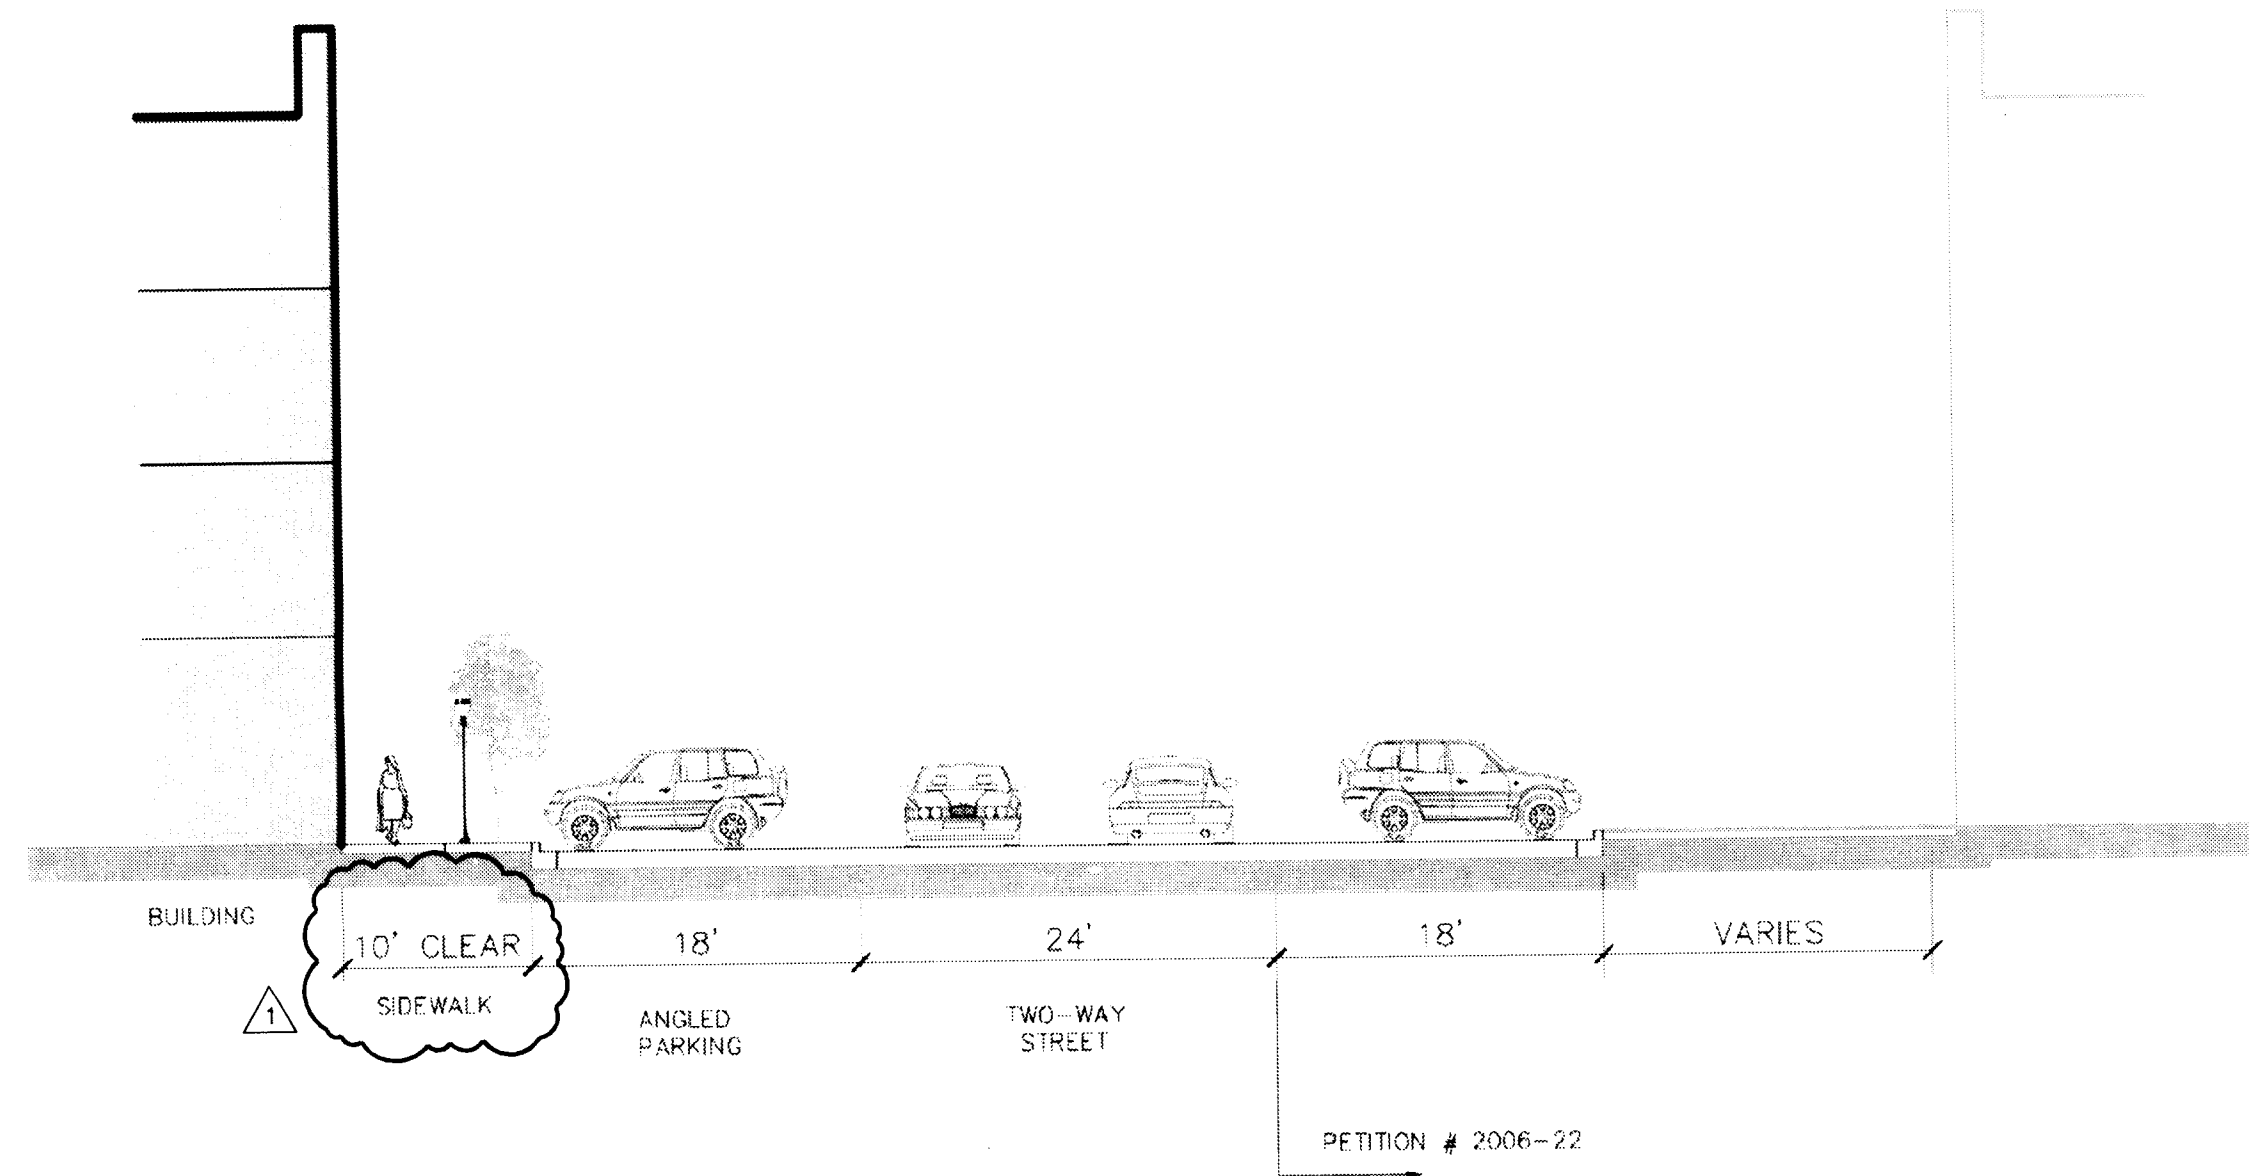 BUILDING
10' CLEAR
18'
24'
18'
VARIES
1
SIDEWALK
ANGLED
PARKING
TWO-WAY
STREET
PETITION # 2006-22